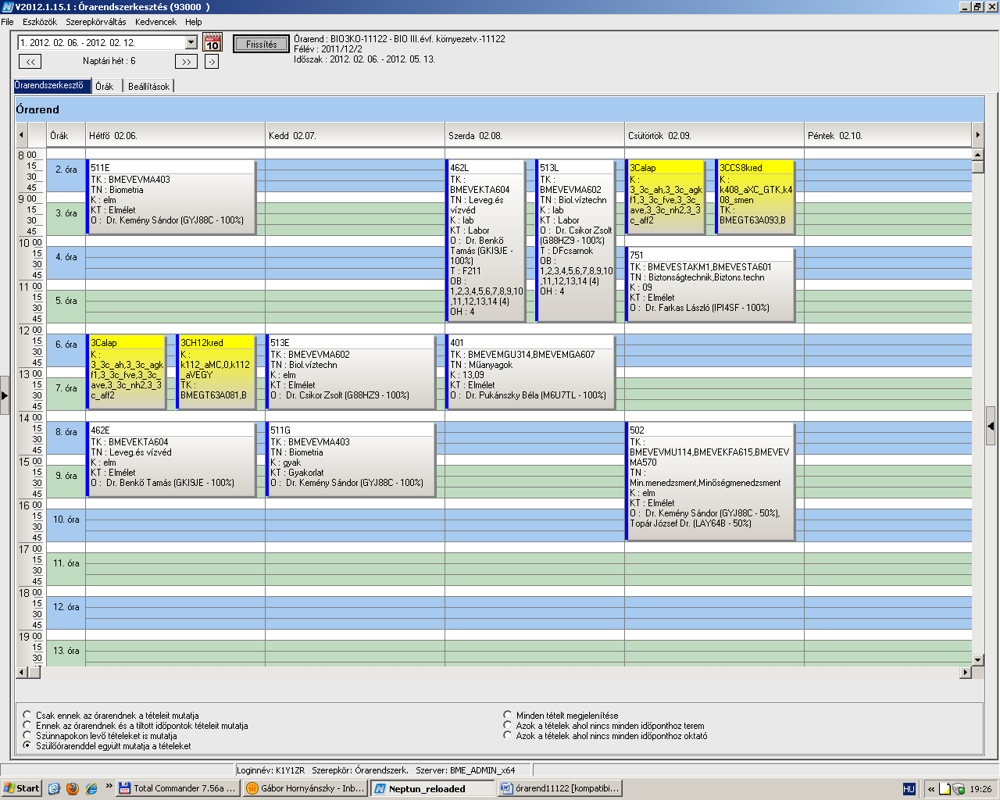 V2012.1.15.1 : Órarendszerkesztés (93000  )
File Eszközök Szerepkörváltás Kedvencek Help
1. 2012. 02. 06. - 2012. 02. 12.
10
Frissítés
Órarend : BIO3KO-11122 - BIO III.évf. környezetv.-11122
Félév : 2011/12/2
Időszak : 2012. 02. 06. - 2012. 05. 13.
<< Naptári hét : 6 >> ->
Órarendszerkesztő Órák Beállítások
Órarend
Órák Hétfő 02.06. Kedd 02.07. Szerda 02.08. Csütörtök 02.09. Péntek 02.10.
8 00
15
30
45
9 00
15
30
45
10 00
15
30
45
11 00
15
30
45
12 00
15
30
45
13 00
15
30
45
14 00
15
30
45
15 00
15
30
45
16 00
15
30
45
17 00
15
30
45
18 00
15
30
45
19 00
15
30
2. óra
3. óra
4. óra
5. óra
6. óra
7. óra
8. óra
9. óra
10. óra
11. óra
12. óra
13. óra
511E
TK : BMEVEVMA403
TN : Biometria
K : elm
KT : Elmélet
O : Dr. Kemény Sándor (GYJ88C - 100%)
3Calap
K :
3_3c_ah,3_3c_agk
f1,3_3c_fve,3_3c_
ave,3_3c_nh2,3_3
c_aff2
3CH12kred
K :
k112_aMC,0,k112
_aVEGY
TK :
BMEGT63A081,B
462E
TK : BMEVEKTA604
TN : Leveg.és vízvéd
K : elm
KT : Elmélet
O : Dr. Benkő Tamás (GKI9JE - 100%)
513E
TK : BMEVEVMA602
TN : Biol.víztechn
K : elm
KT : Elmélet
O : Dr. Csikor Zsolt (G88HZ9 - 100%)
511G
TK : BMEVEVMA403
TN : Biometria
K : gyak
KT : Gyakorlat
O : Dr. Kemény Sándor (GYJ88C - 100%)
462L
TK :
BMEVEKTA604
TN : Leveg.és
vízvéd
K : lab
KT : Labor
O : Dr. Benkő
Tamás (GKI9JE -
100%)
T : F211
OB :
1,2,3,4,5,6,7,8,9,10
,11,12,13,14 (4)
OH : 4
513L
TK :
BMEVEVMA602
TN : Biol.víztechn
K : lab
KT : Labor
O : Dr. Csikor Zsolt
(G88HZ9 - 100%)
T : DFcsarnok
OB :
1,2,3,4,5,6,7,8,9,10
,11,12,13,14 (4)
OH : 4
401
TK : BMEVEMGU314,BMEVEMGA607
TN : Műanyagok
K : 13,09
KT : Elmélet
O : Dr. Pukánszky Béla (M6U7TL - 100%)
3Calap
K :
3_3c_ah,3_3c_agk
f1,3_3c_fve,3_3c_
ave,3_3c_nh2,3_3
c_aff2
3CCS8kred
K :
k408_aXC_GTK,k4
08_smen
TK :
BMEGT63A093,B
751
TK : BMEVESTAKM1,BMEVESTA601
TN : Biztonságtechnik,Biztons.techn
K : 09
KT : Elmélet
O : Dr. Farkas László (IPI4SF - 100%)
502
TK :
BMEVEVMU114,BMEVEKFA615,BMEVEV
MA570
TN :
Min.menedzsment,Minőségmenedzsment
K : elm
KT : Elmélet
O : Dr. Kemény Sándor (GYJ88C - 50%),
Topár József Dr. (LAY64B - 50%)
Csak ennek az órarendnek a tételeit mutatja
Ennek az órarendnek és a tiltott időpontok tételeit mutatja
Szünnapokon levő tételeket is mutatja
Szülőórarenddel együtt mutatja a tételeket
Minden tételt megjelenítése
Azok a tételek ahol nincs minden időponthoz terem
Azok a tételek ahol nincs minden időponthoz oktató
Loginnév: K1Y1ZR Szerepkör: Órarendszerk. Szerver: BME_ADMIN_x64
Start » Total Commander 7.56a ... Gábor Hornyánszky - Inb... Neptun_reloaded órarend11122 [kompatibi... HU « 19:26